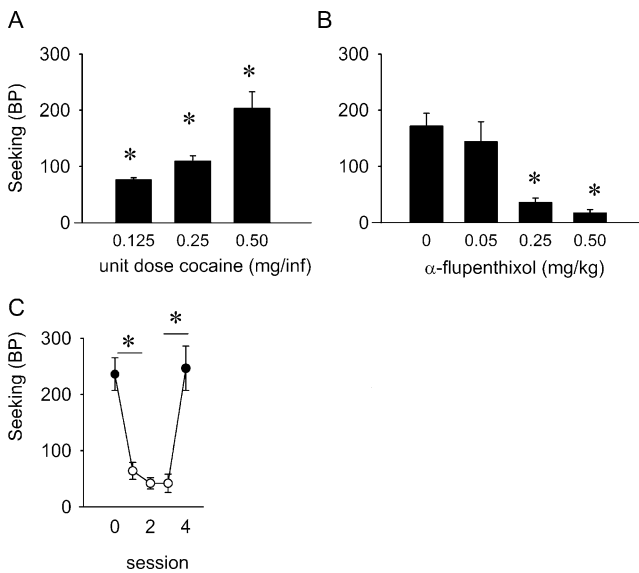 A
Seeking (BP)
300
200
100
0
*
*
*
0.125 0.25 0.50
unit dose cocaine (mg/inf)
B
300
200
100
0
*
*
0 0.05 0.25 0.50
α-flupenthixol (mg/kg)
C
Seeking (BP)
300
200
100
0
*
*
0 2 4
session